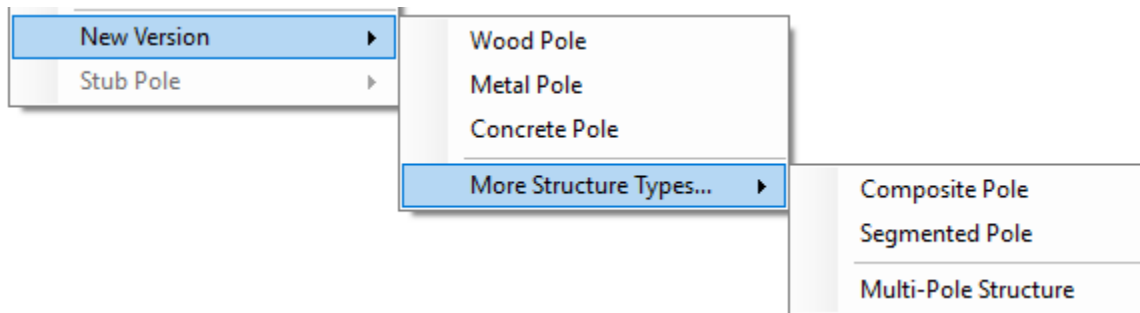 New Version
Stub Pole
Wood Pole
Metal Pole
Concrete Pole
More Structure Types...
Composite Pole
Segmented Pole
Multi-Pole Structure